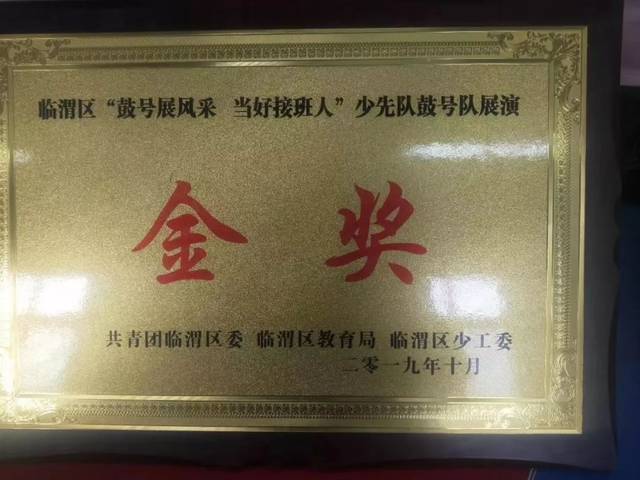 临渭区“鼓号展风采 当好接班人”少先队鼓号队展演
金奖
共青团临渭区委 临渭区教育局 临渭区少工委
二零一九年十月